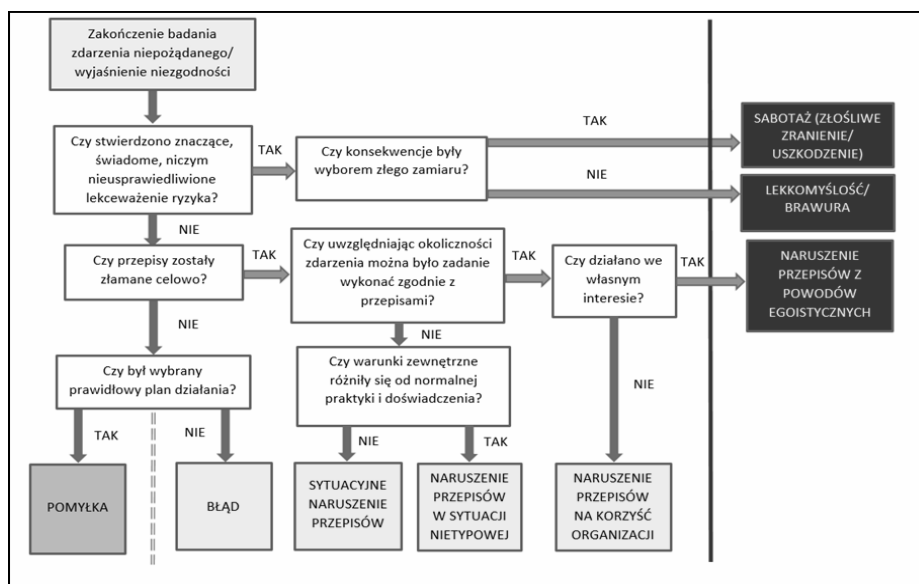 Zakończenie badania
zdarzenia niepożądanego/
wyjaśnienie niezgodności
Czy stwierdzono znaczące,
świadome, niczym
nieusprawiedliwione
lekceważenie ryzyka?
TAK
Czy konsekwencje były
wyborem złego zamiaru?
TAK
SABOTAŻ (ZŁOŚLIWE
ZRANIENIE/
USZKODZENIE)
NIE
LEKKOMYŚLOŚĆ/
BRAWURA
NIE
Czy przepisy zostały
złamane celowo?
TAK
Czy uwzględniając okoliczności
zdarzenia można było zadanie
wykonać zgodnie z
przepisami?
TAK
Czy działano we
własnym
interesie?
TAK
NARUSZENIE
PRZEPISÓW Z
POWODÓW
EGOISTYCZNYCH
NIE
NIE
Czy był wybrany
prawidłowy plan działania?
Czy warunki zewnętrzne
różniły się od normalnej
praktyki i doświadczenia?
NIE
TAK
NIE
NIE
TAK
POMYŁKA
BŁĄD
SYTUACYJNE
NARUSZENIE
PRZEPISÓW
NARUSZENIE
PRZEPISÓW
W SYTUACJI
NIETYPOWEJ
NARUSZENIE
PRZEPISÓW
NA KORZYŚĆ
ORGANIZACJI